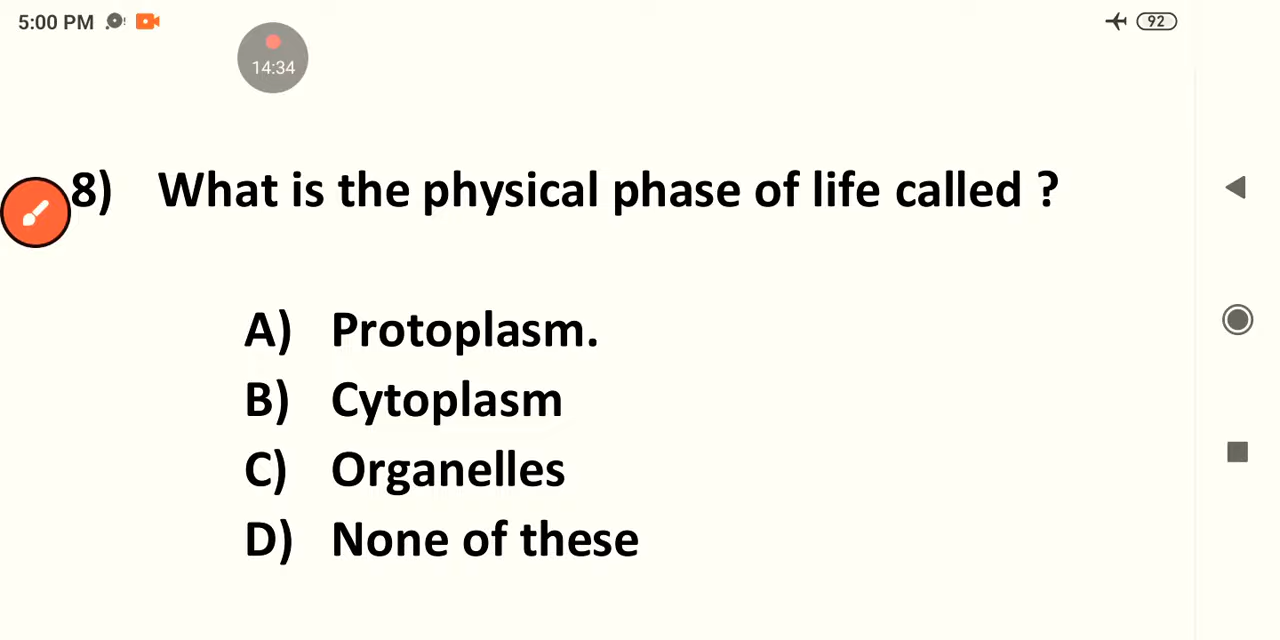 5:00 PM 92
14:34
8) What is the physical phase of life called ?
A) Protoplasm.
B) Cytoplasm
C) Organelles
D) None of these